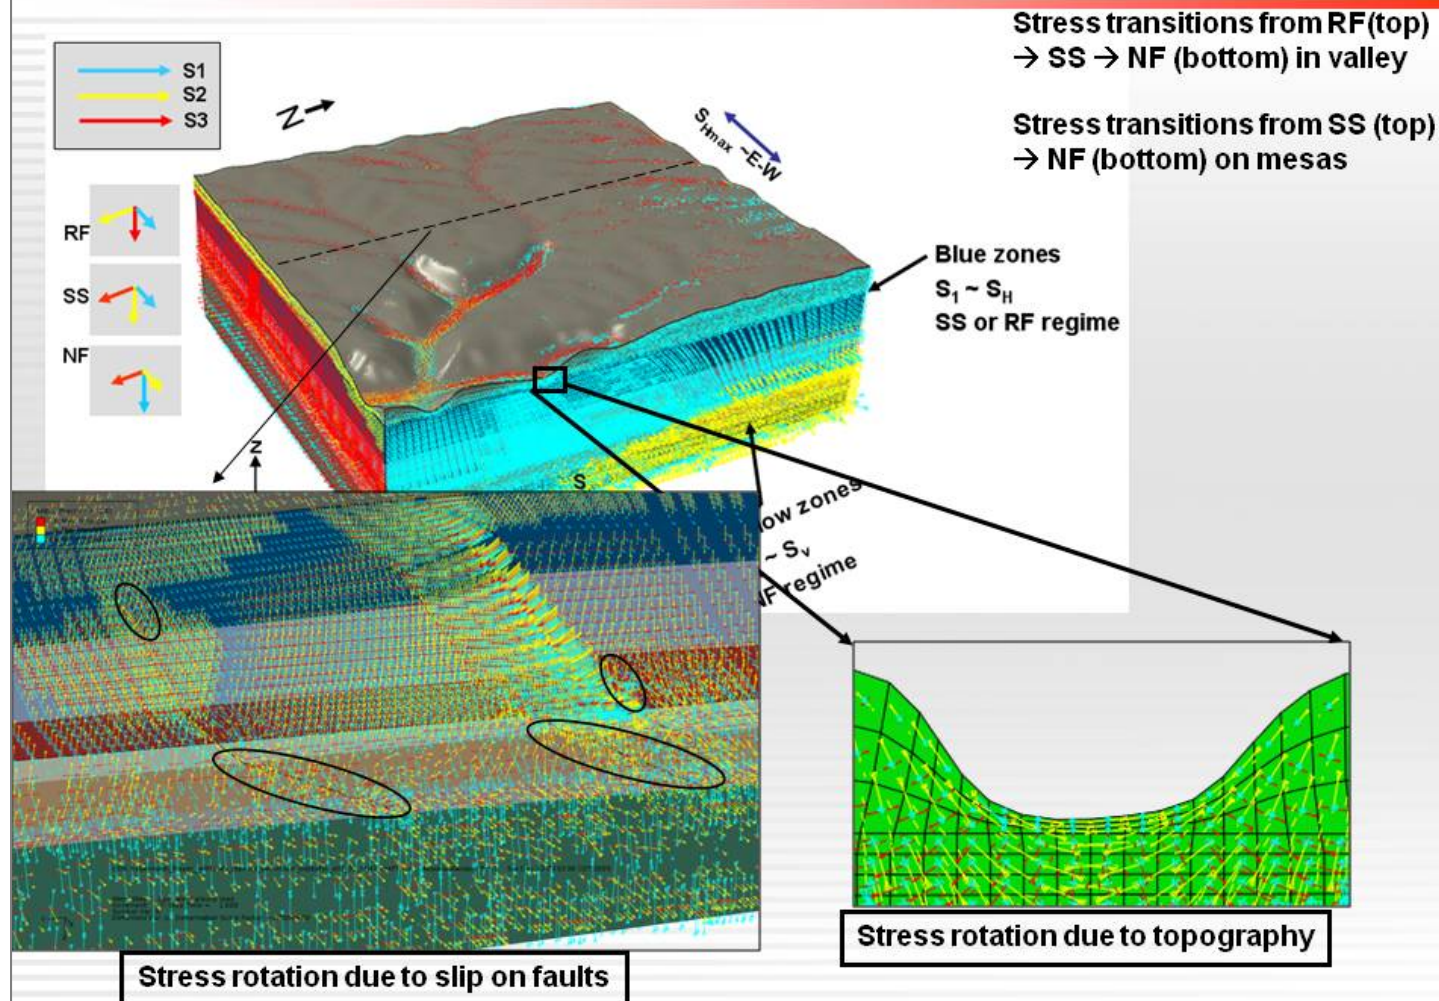 Stress transitions from RF(top)
→ SS → NF (bottom) in valley
Stress transitions from SS (top)
→ NF (bottom) on mesas
S1
S2
S3
N
SHmax ~E-W
RF
SS
NF
Blue zones
S1 ~ SH
SS or RF regime
z
S
low zones
~ Sv
NF regime
Stress rotation due to topography
Stress rotation due to slip on faults